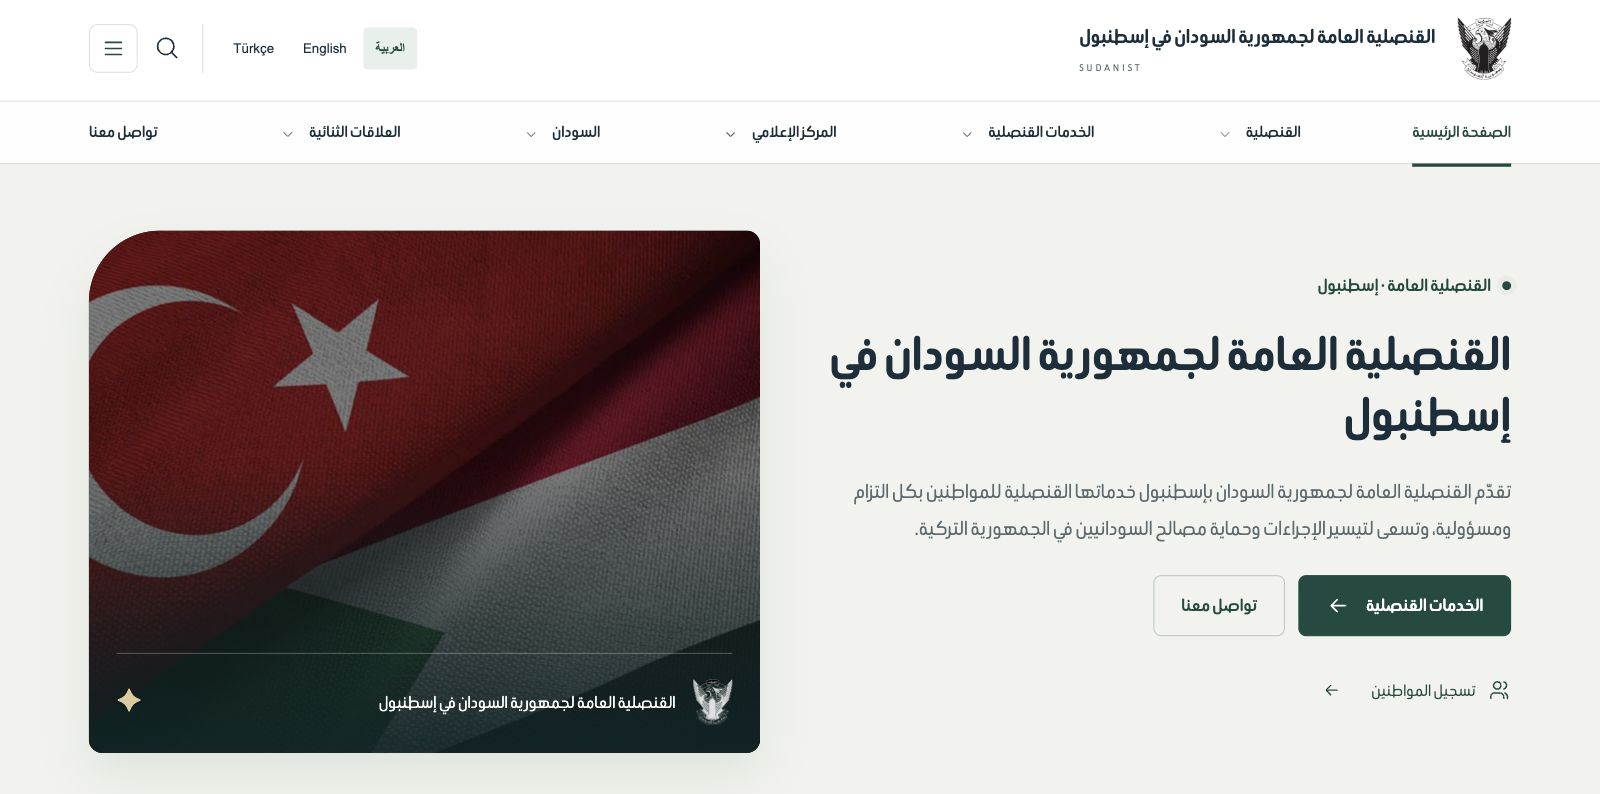 القنصلية العامة لجمهورية السودان في إسطنبول
SUDANIST
العربية
English
Türkçe
الصفحة الرئيسية
القنصلية
الخدمات القنصلية
المركز الإعلامي
السودان
العلاقات الثنائية
تواصل معنا
القنصلية العامة · إسطنبول
القنصلية العامة لجمهورية السودان في
إسطنبول
تقدّم القنصلية العامة لجمهورية السودان بإسطنبول خدماتها القنصلية للمواطنين بكل التزام
ومسؤولية، وتسعى لتيسير الإجراءات وحماية مصالح السودانيين في الجمهورية التركية.
الخدمات القنصلية
تواصل معنا
تسجيل المواطنين
القنصلية العامة لجمهورية السودان في إسطنبول